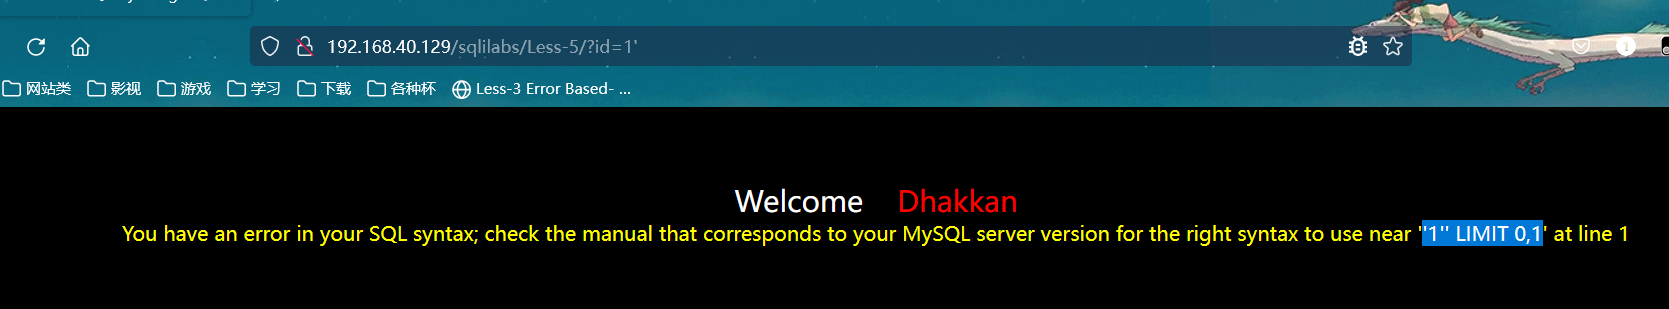 192.168.40.129/sqlilabs/Less-5/?id=1'
网站类 影视 游戏 学习 下载 各种杯 Less-3 Error Based- ...
Welcome Dhakkan
You have an error in your SQL syntax; check the manual that corresponds to your MySQL server version for the right syntax to use near ''1'' LIMIT 0,1' at line 1